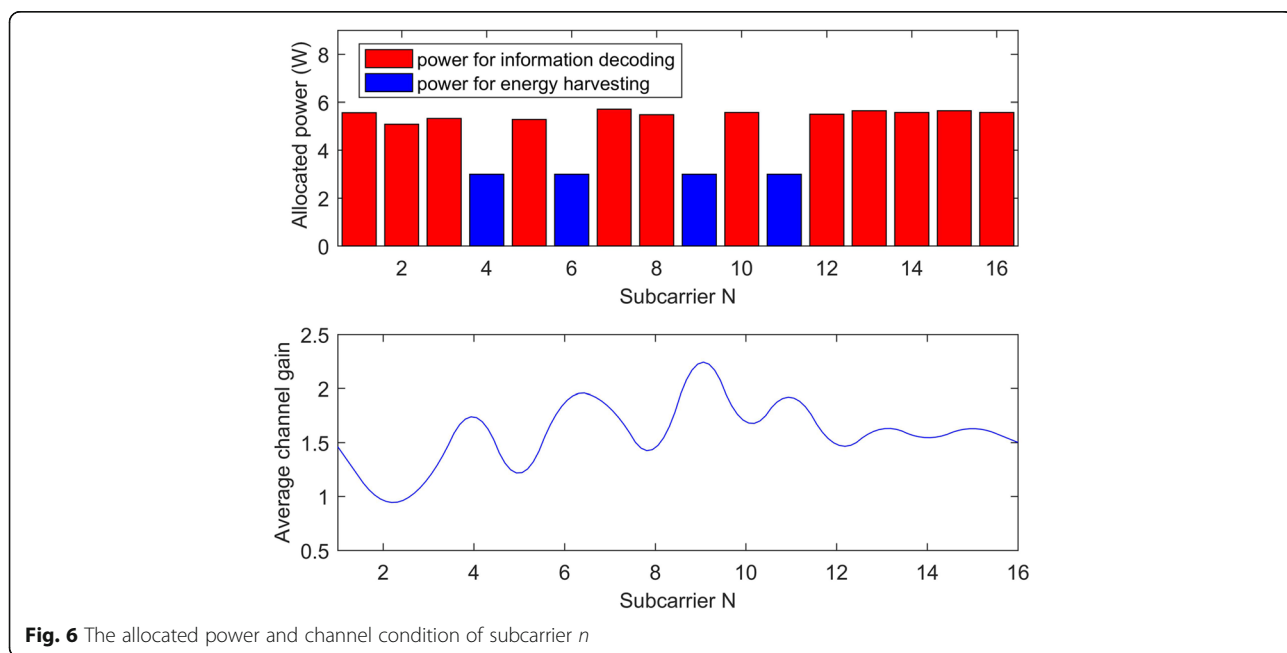 Allocated power (W)
8
6
4
2
0
power for information decoding
power for energy harvesting
2 4 6 8 10 12 14 16
Subcarrier N
Average channel gain
2.5
2
1.5
1
0.5
2 4 6 8 10 12 14 16
Subcarrier N
Fig. 6 The allocated power and channel condition of subcarrier n